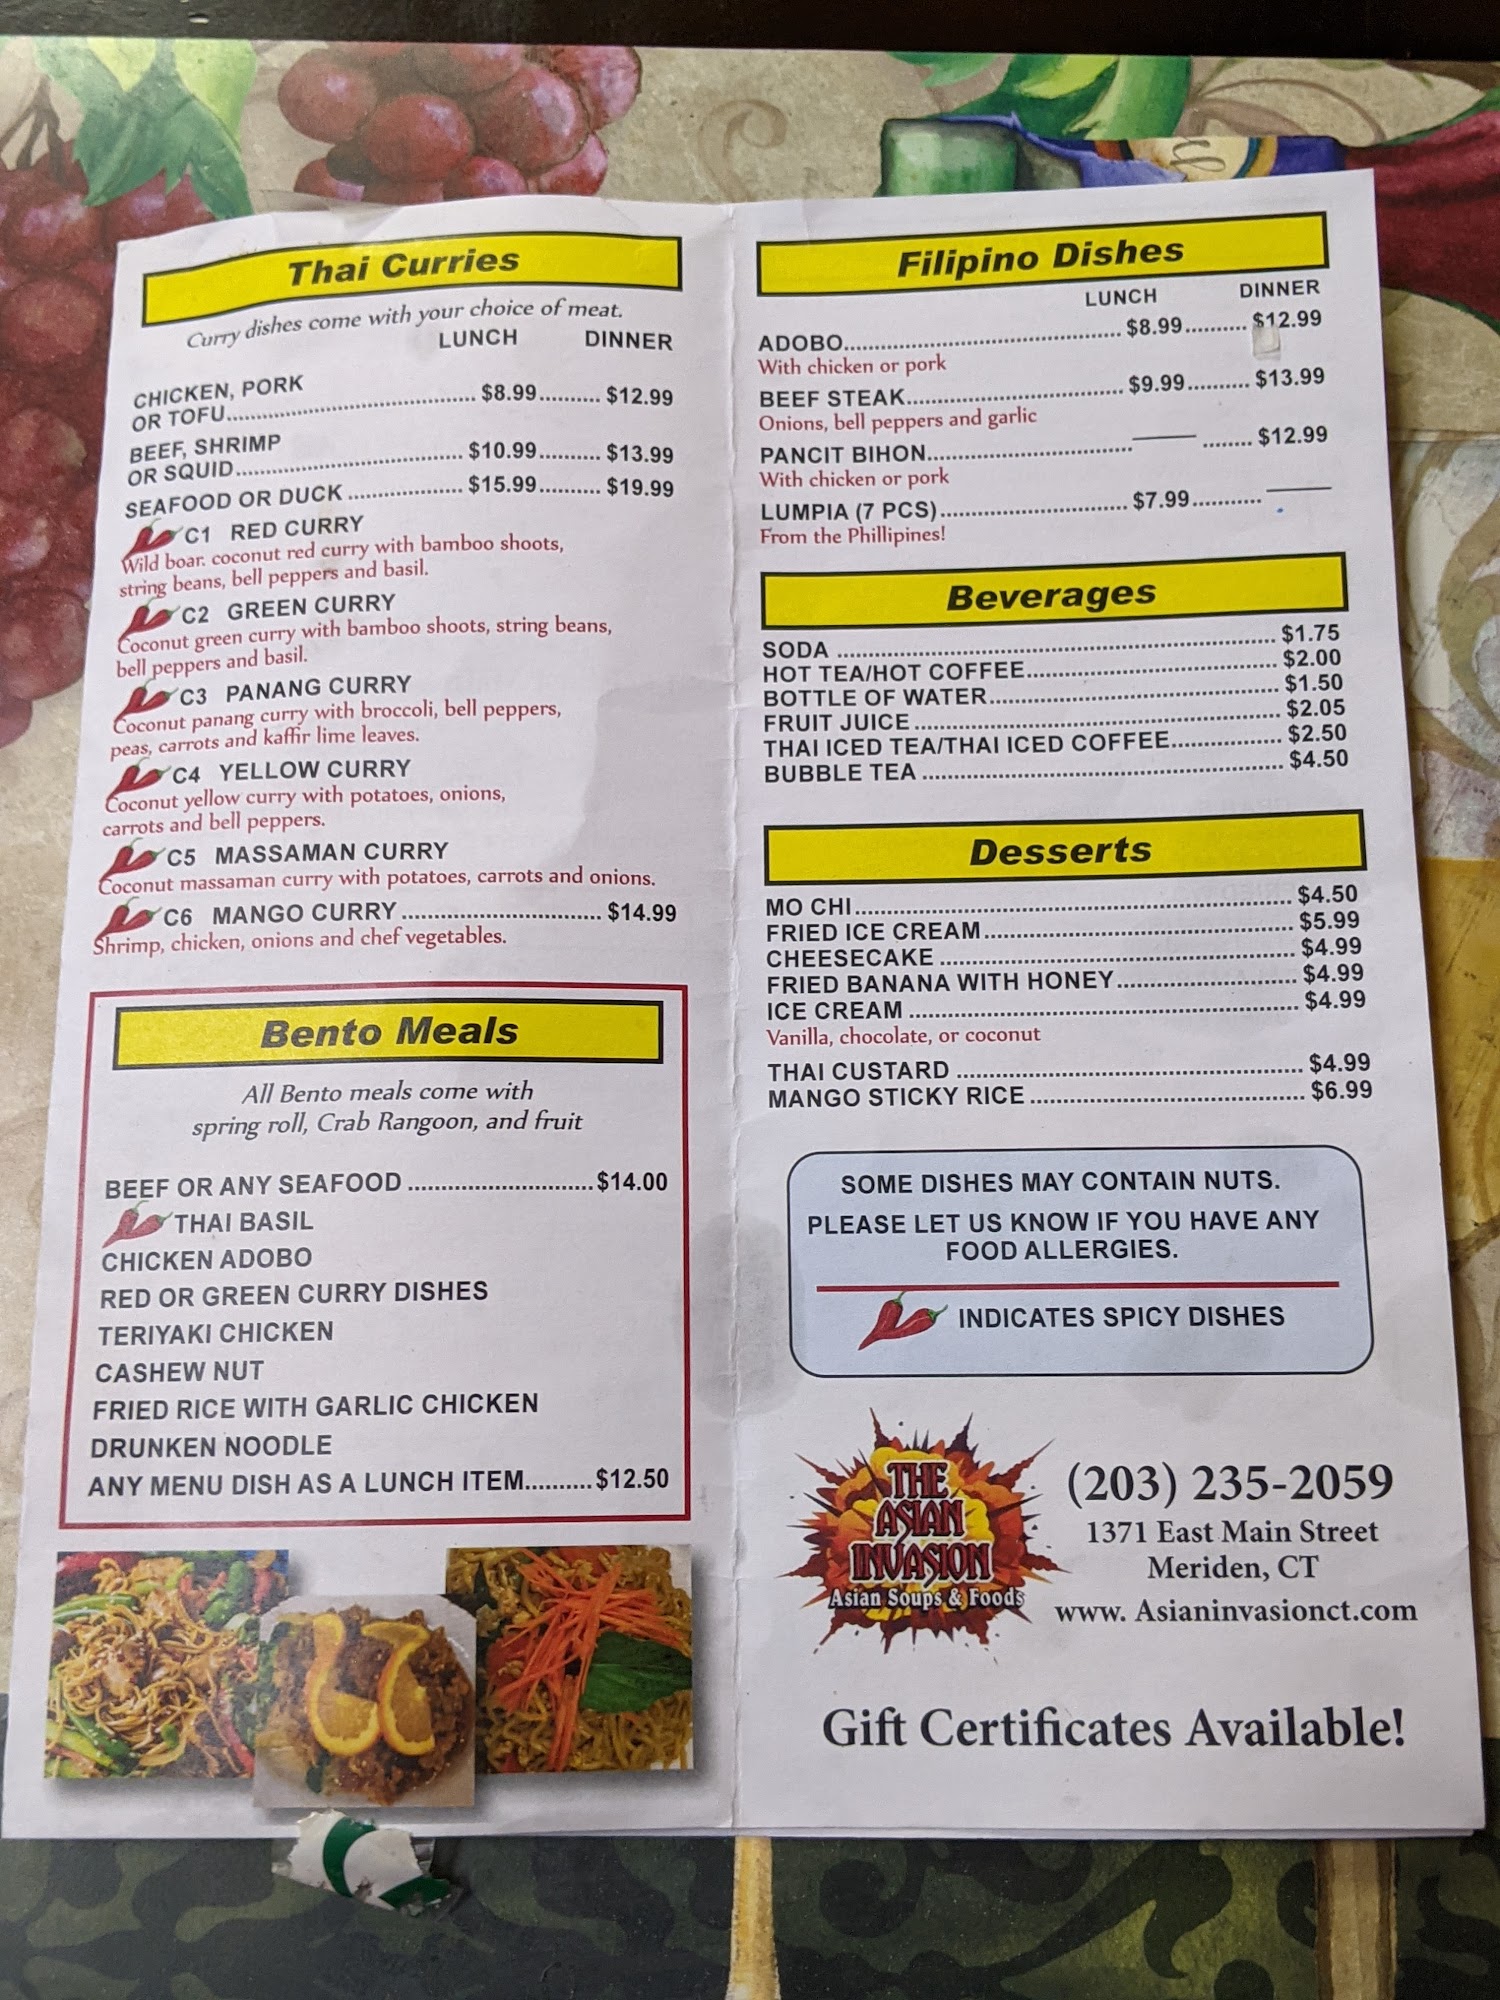 Thai Curries
Curry dishes come with your choice of meat.
LUNCH DINNER
CHICKEN, PORK
OR TOFU.......... $8.99.......... $12.99
BEEF, SHRIMP
OR SQUID.......... $10.99.......... $13.99
SEAFOOD OR DUCK .......... $15.99.......... $19.99
C1 RED CURRY
Wild boar. coconut red curry with bamboo shoots,
string beans, bell peppers and basil.
C2 GREEN CURRY
Coconut green curry with bamboo shoots, string beans,
bell peppers and basil.
C3 PANANG CURRY
Coconut panang curry with broccoli, bell peppers,
peas, carrots and kaffir lime leaves.
C4 YELLOW CURRY
Coconut yellow curry with potatoes, onions,
carrots and bell peppers.
C5 MASSAMAN CURRY
Coconut massaman curry with potatoes, carrots and onions.
C6 MANGO CURRY .......... $14.99
Shrimp, chicken, onions and chef vegetables.
Bento Meals
All Bento meals come with
spring roll, Crab Rangoon, and fruit
BEEF OR ANY SEAFOOD .......... $14.00
THAI BASIL
CHICKEN ADOBO
RED OR GREEN CURRY DISHES
TERIYAKI CHICKEN
CASHEW NUT
FRIED RICE WITH GARLIC CHICKEN
DRUNKEN NOODLE
ANY MENU DISH AS A LUNCH ITEM.......... $12.50
Filipino Dishes
LUNCH DINNER
ADOBO.......... $8.99.......... $12.99
With chicken or pork
BEEF STEAK.......... $9.99.......... $13.99
Onions, bell peppers and garlic
PANCIT BIHON.......... ——— ........ $12.99
With chicken or pork
LUMPIA (7 PCS).......... $7.99.......... ———
From the Phillipines!
Beverages
SODA .......... $1.75
HOT TEA/HOT COFFEE.......... $2.00
BOTTLE OF WATER.......... $1.50
FRUIT JUICE .......... $2.05
THAI ICED TEA/THAI ICED COFFEE.......... $2.50
BUBBLE TEA .......... $4.50
Desserts
MO CHI.......... $4.50
FRIED ICE CREAM.......... $5.99
CHEESECAKE .......... $4.99
FRIED BANANA WITH HONEY.......... $4.99
ICE CREAM .......... $4.99
Vanilla, chocolate, or coconut
THAI CUSTARD .......... $4.99
MANGO STICKY RICE .......... $6.99
SOME DISHES MAY CONTAIN NUTS.
PLEASE LET US KNOW IF YOU HAVE ANY
FOOD ALLERGIES.
INDICATES SPICY DISHES
THE
ASIAN
INVASION
Asian Soups & Foods
(203) 235-2059
1371 East Main Street
Meriden, CT
www. Asianinvasionct.com
Gift Certificates Available!